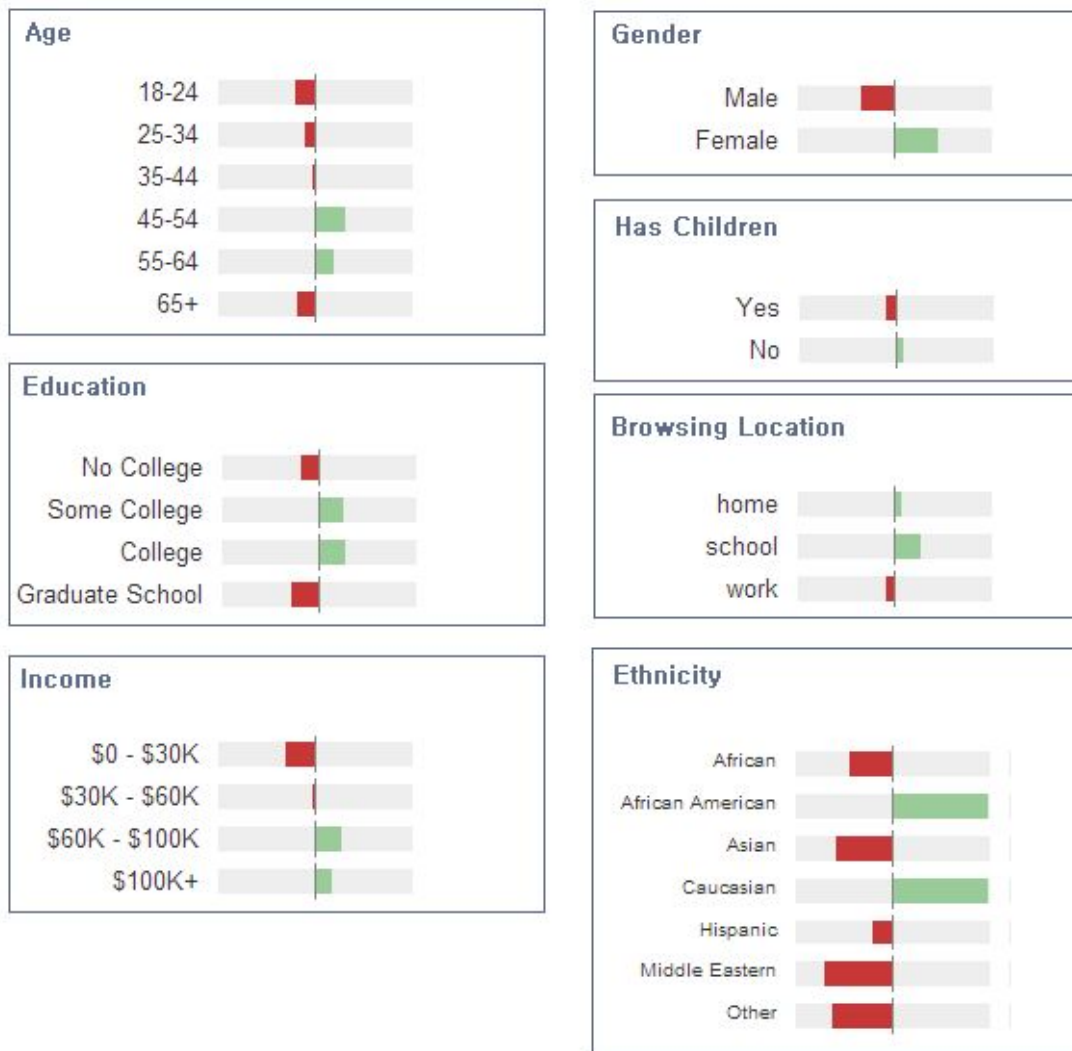 Age
18-24
25-34
35-44
45-54
55-64
65+
Education
No College
Some College
College
Graduate School
Income
$0 - $30K
$30K - $60K
$60K - $100K
$100K+
Gender
Male
Female
Has Children
Yes
No
Browsing Location
home
school
work
Ethnicity
African
African American
Asian
Caucasian
Hispanic
Middle Eastern
Other